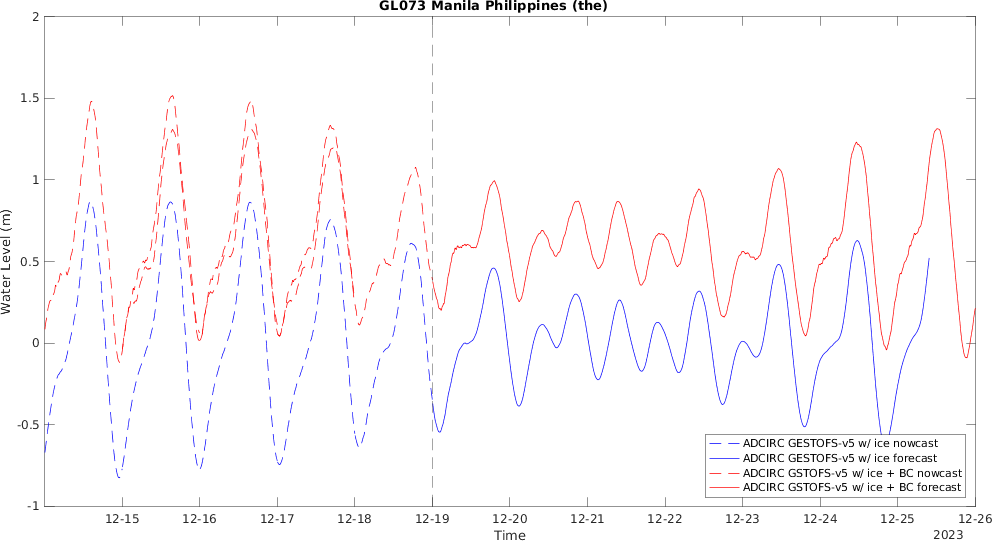 GL073 Manila Philippines (the)
2
1.5
1
0.5
0
-0.5
-1
Water Level (m)
12-15 12-16 12-17 12-18 12-19 12-20 12-21 12-22 12-23 12-24 12-25 12-26
Time
2023
ADCIRC GESTOFS-v5 w/ ice nowcast
ADCIRC GESTOFS-v5 w/ ice forecast
ADCIRC GSTOFS-v5 w/ ice + BC nowcast
ADCIRC GSTOFS-v5 w/ ice + BC forecast